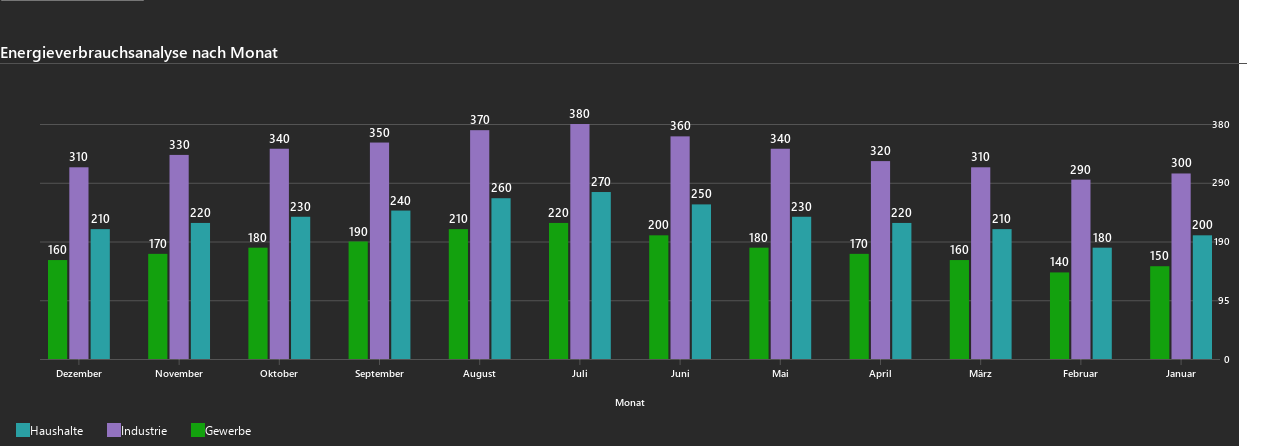 Energieverbrauchsanalyse nach Monat
380
290
190
95
0
160 310 210
170 330 220
180 340 230
190 350 240
210 370 260
220 380 270
200 360 250
180 340 230
170 320 220
160 310 210
140 290 180
150 300 200
Dezember November Oktober September August Juli Juni Mai April März Februar Januar
Monat
Haushalte Industrie Gewerbe